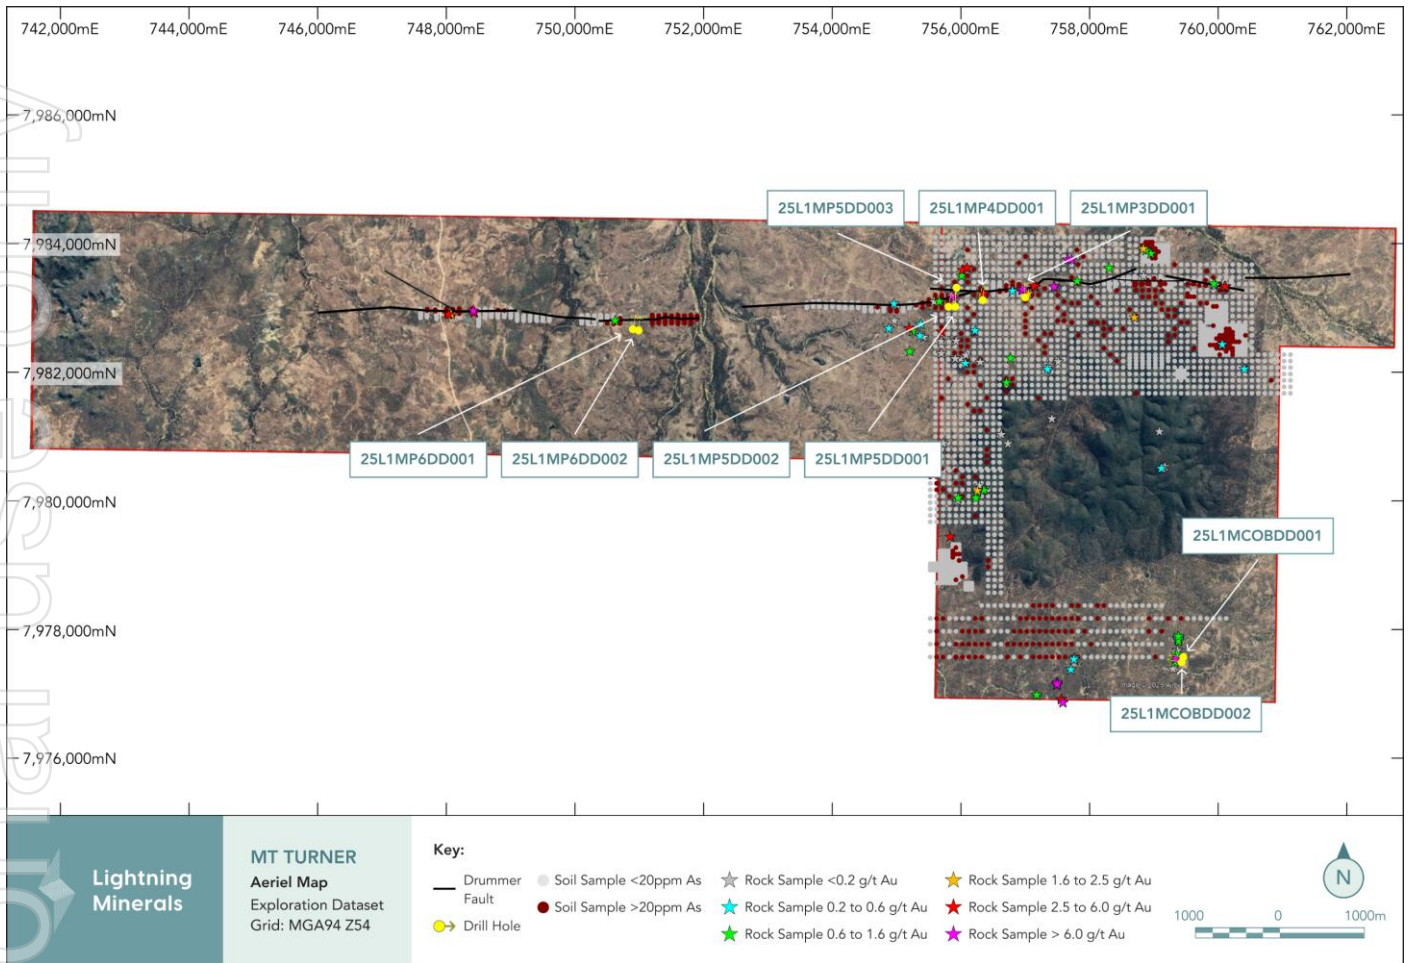 742,000mE 744,000mE 746,000mE 748,000mE 750,000mE 752,000mE 754,000mE 756,000mE 758,000mE 760,000mE 762,000mE
7,986,000mN
25L1MP5DD003 25L1MP4DD001 25L1MP3DD001
7,984,000mN
7,982,000mN
25L1MP6DD001 25L1MP6DD002 25L1MP5DD002 25L1MP5DD001
7,980,000mN
25L1MCOBDD001
7,978,000mN
25L1MCOBDD002
7,976,000mN
Lightning
Minerals
MT TURNER
Aeriel Map
Exploration Dataset
Grid: MGA94 Z54
Key:
Drummer
Fault
Drill Hole
Soil Sample <20ppm As
Soil Sample >20ppm As
Rock Sample <0.2 g/t Au
Rock Sample 0.2 to 0.6 g/t Au
Rock Sample 0.6 to 1.6 g/t Au
Rock Sample 1.6 to 2.5 g/t Au
Rock Sample 2.5 to 6.0 g/t Au
Rock Sample > 6.0 g/t Au
N
1000 0 1000m